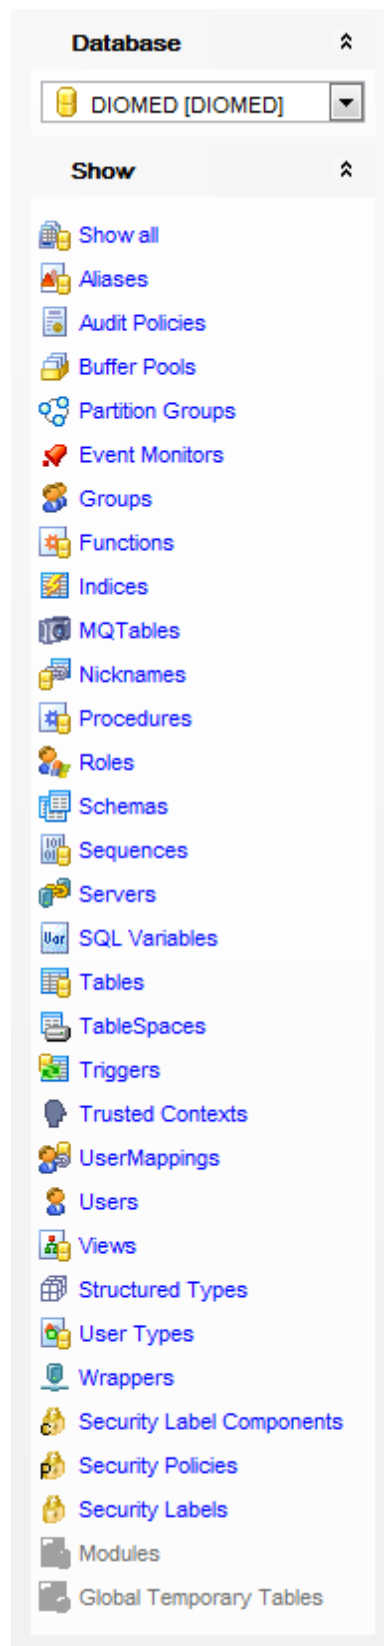 Database
DIOMED [DIOMED]
Show
Show all
Aliases
Audit Policies
Buffer Pools
Partition Groups
Event Monitors
Groups
Functions
Indices
MQTables
Nicknames
Procedures
Roles
Schemas
Sequences
Servers
Var SQL Variables
Tables
TableSpaces
Triggers
Trusted Contexts
UserMappings
Users
Views
Structured Types
User Types
Wrappers
Security Label Components
Security Policies
Security Labels
Modules
Global Temporary Tables